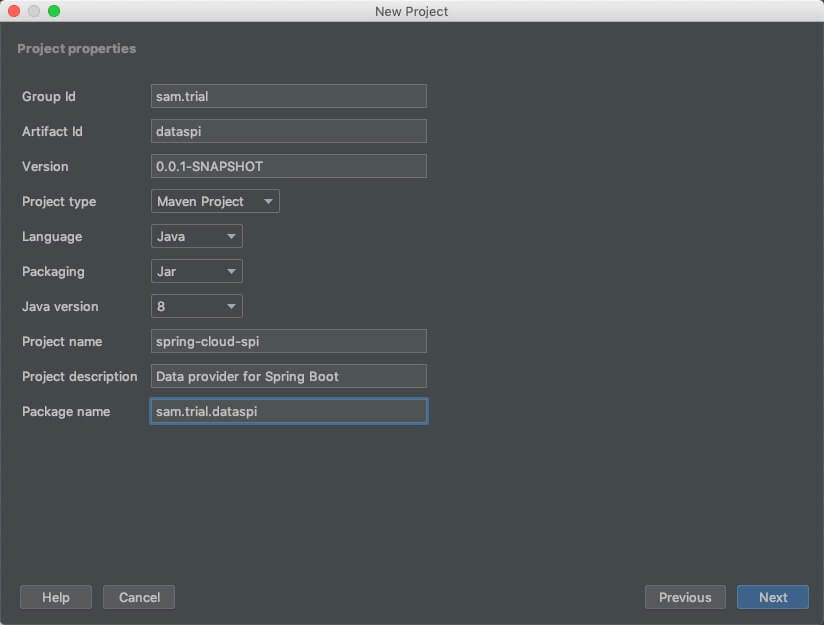 New Project
Project properties
Group Id sam.trial
Artifact Id dataspi
Version 0.0.1-SNAPSHOT
Project type Maven Project
Language Java
Packaging Jar
Java version 8
Project name spring-cloud-spi
Project description Data provider for Spring Boot
Package name sam.trial.dataspi
Help Cancel Previous Next